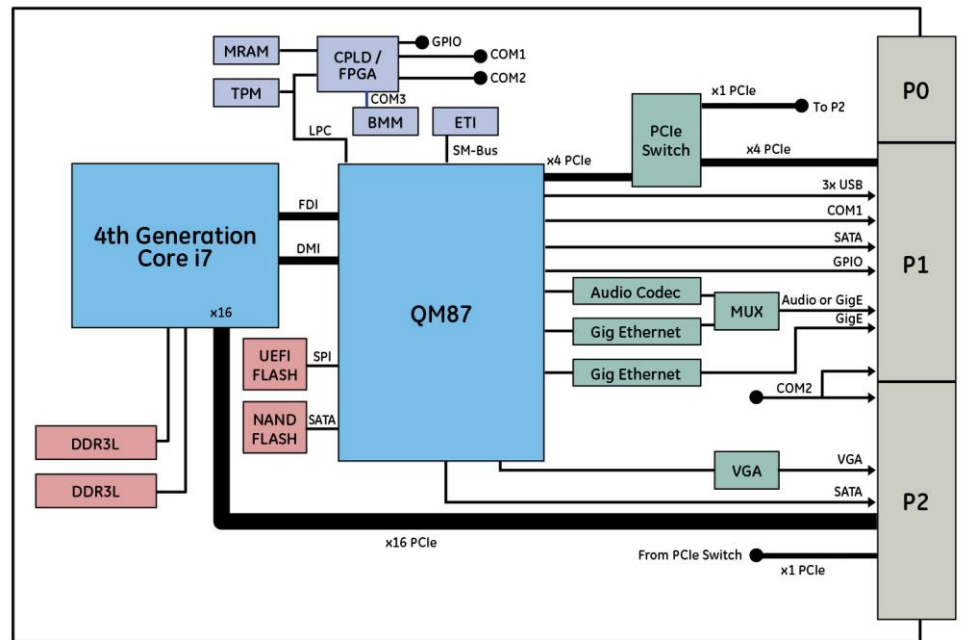 MRAM
CPLD /
FPGA
GPIO
COM1
COM2
TPM
COM3
BMM
ETI
LPC
SM-Bus
x1 PCIe
To P2
PCIe
Switch
x4 PCIe
x4 PCIe
P0
4th Generation
Core i7
x16
FDI
DMI
QM87
3x USB
COM1
SATA
GPIO
P1
Audio Codec
MUX
Audio or GigE
GigE
Gig Ethernet
Gig Ethernet
COM2
UEFI
FLASH
SPI
NAND
FLASH
SATA
DDR3L
DDR3L
VGA
VGA
SATA
P2
x16 PCIe
From PCIe Switch
x1 PCIe